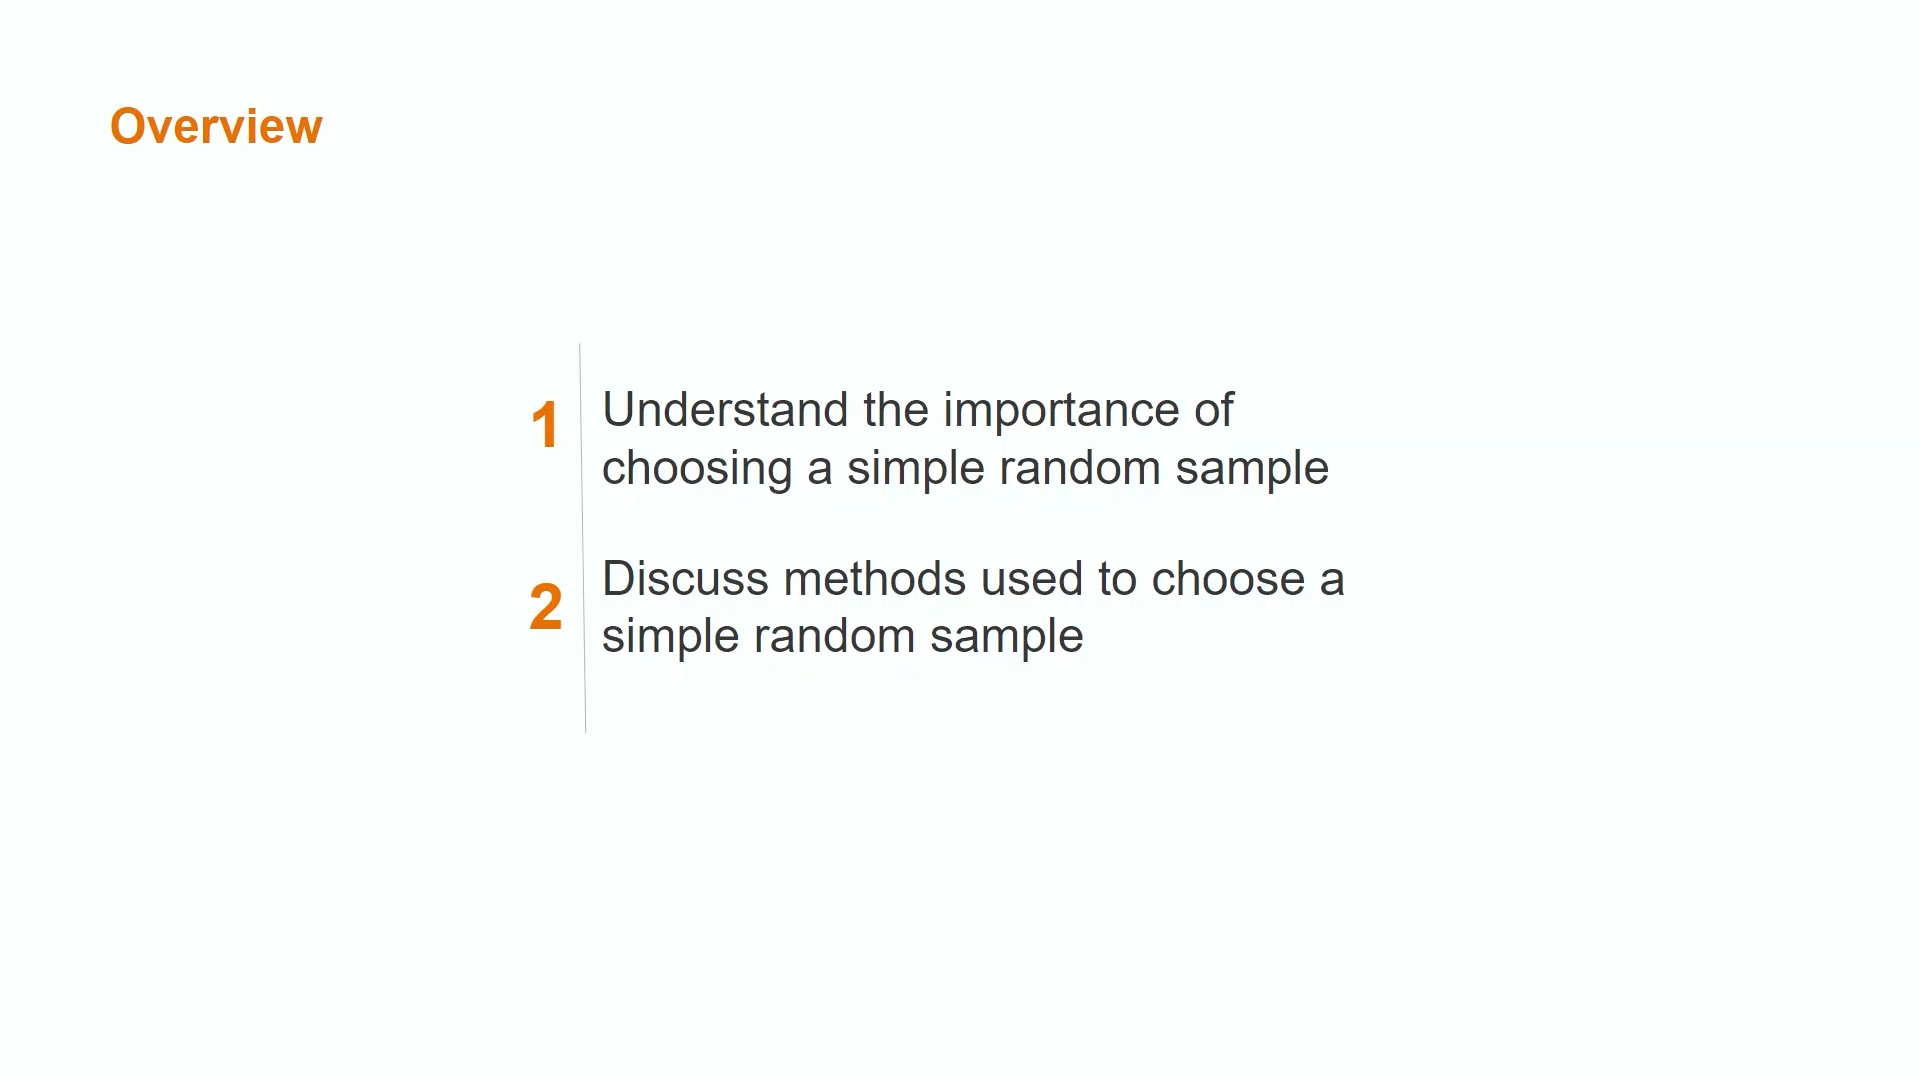 Overview
1 Understand the importance of
choosing a simple random sample
2 Discuss methods used to choose a
simple random sample